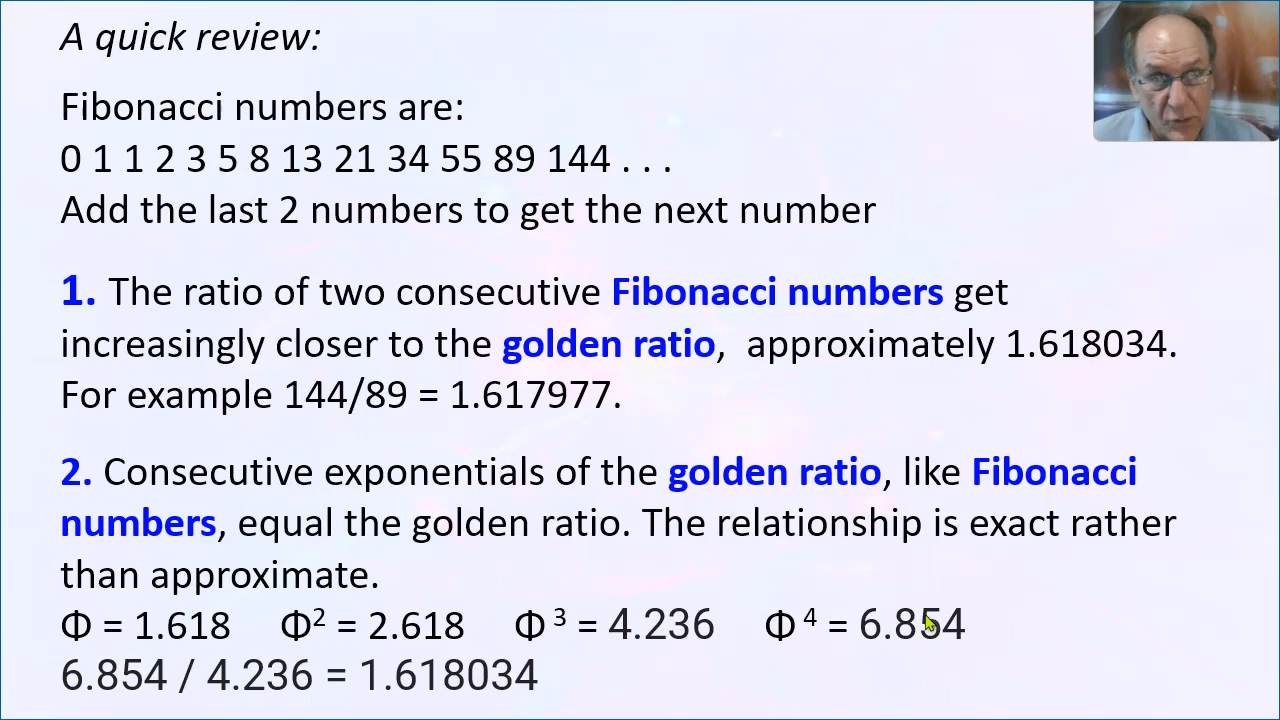 A quick review:
Fibonacci numbers are:
0 1 1 2 3 5 8 13 21 34 55 89 144 . . .
Add the last 2 numbers to get the next number
1. The ratio of two consecutive Fibonacci numbers get
increasingly closer to the golden ratio,  approximately 1.618034.
For example 144/89 = 1.617977.
2. Consecutive exponentials of the golden ratio, like Fibonacci
numbers, equal the golden ratio. The relationship is exact rather
than approximate.
Φ = 1.618 Φ² = 2.618 Φ ³ = 4.236 Φ ⁴ = 6.854
6.854 / 4.236 = 1.618034